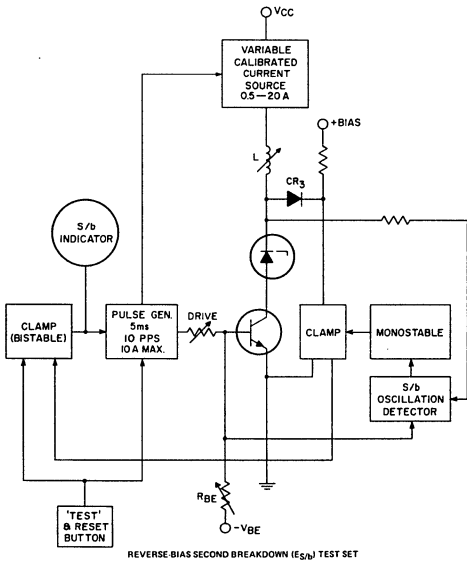 VCC
VARIABLE
CALIBRATED
CURRENT
SOURCE
0.5—20 A
+BIAS
L
CR3
S/b
INDICATOR
CLAMP
(BISTABLE)
PULSE GEN.
5ms
10 PPS
10 A MAX.
DRIVE
CLAMP
MONOSTABLE
S/b
OSCILLATION
DETECTOR
'TEST'
& RESET
BUTTON
RBE
-VBE
REVERSE-BIAS SECOND BREAKDOWN (ES/b) TEST SET